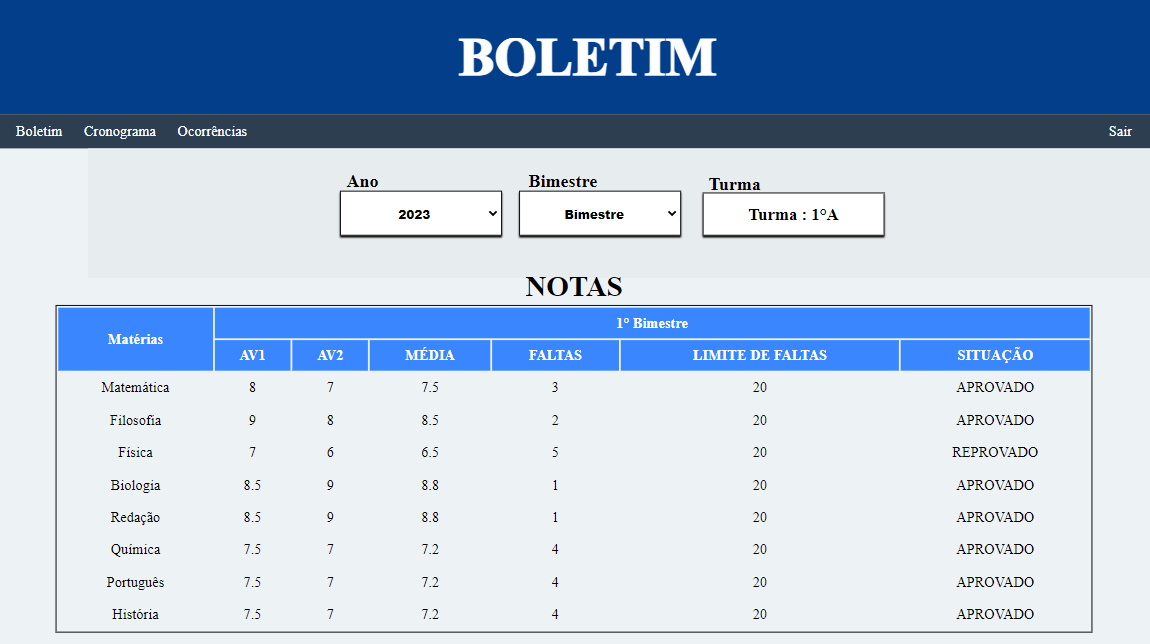 BOLETIM
Boletim Cronograma Ocorrências Sair
Ano Bimestre Turma
2023 Bimestre Turma : 1°A
NOTAS
Matérias 1° Bimestre
AV1 AV2 MÉDIA FALTAS LIMITE DE FALTAS SITUAÇÃO
Matemática 8 7 7.5 3 20 APROVADO
Filosofia 9 8 8.5 2 20 APROVADO
Física 7 6 6.5 5 20 REPROVADO
Biologia 8.5 9 8.8 1 20 APROVADO
Redação 8.5 9 8.8 1 20 APROVADO
Química 7.5 7 7.2 4 20 APROVADO
Português 7.5 7 7.2 4 20 APROVADO
História 7.5 7 7.2 4 20 APROVADO